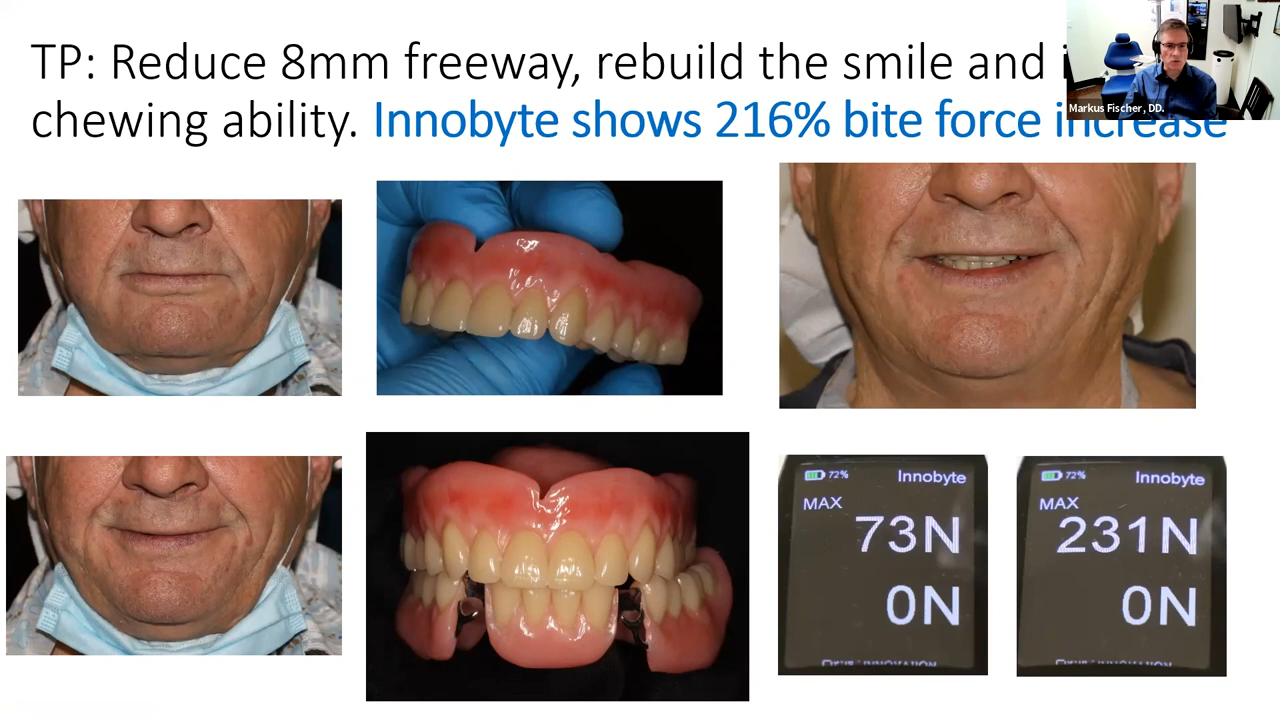 TP: Reduce 8mm freeway, rebuild the smile and
chewing ability. Innobyte shows 216% bite force increase
Markus Fischer, DD.
72% Innobyte
MAX
73N
0N
72% Innobyte
MAX
231N
0N